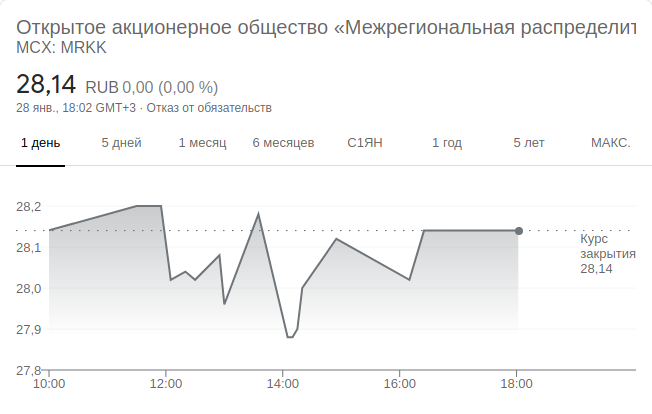 Открытое акционерное общество «Межрегиональная распределит
MCX: MRKK
28,14 RUB 0,00 (0,00 %)
28 янв., 18:02 GMT+3 · Отказ от обязательств
1 день 5 дней 1 месяц 6 месяцев С1ЯН 1 год 5 лет МАКС.
28,2
28,1
28,0
27,9
27,8
Курс
закрытия
28,14
10:00 12:00 14:00 16:00 18:00